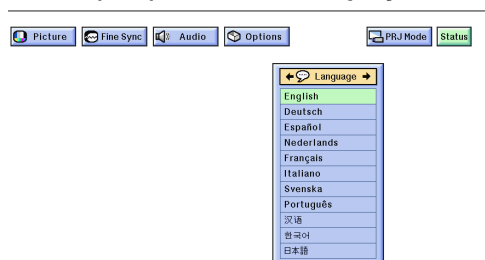 Picture Fine Sync Audio Options PRJ Mode Status
Language
English
Deutsch
Español
Nederlands
Français
Italiano
Svenska
Português
汉语
한국어
日本語